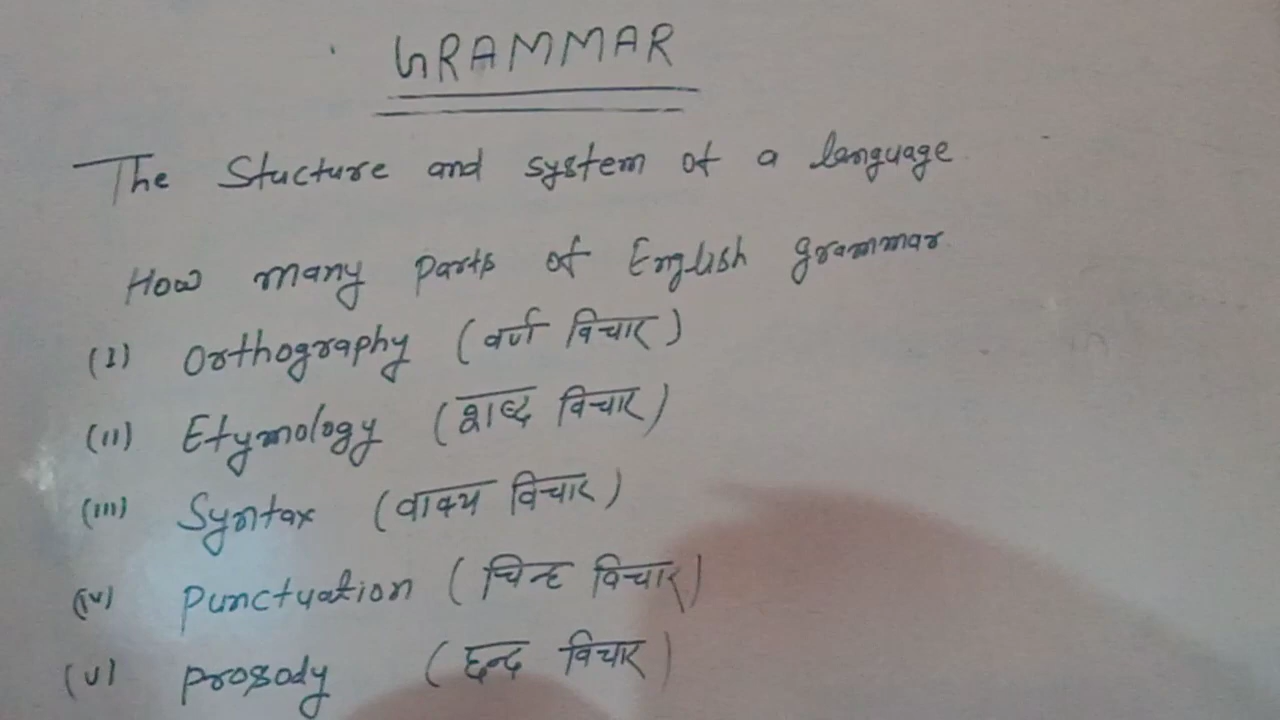 GRAMMAR
The Stucture and system of a language.
How many parts of English grammar.
(I) Orthography (वर्ण विचार)
(II) Etymology (शब्द विचार)
(III) Syntax (वाक्य विचार)
(IV) Punctuation (चिन्ह विचार)
(V) Prosody (छन्द विचार)